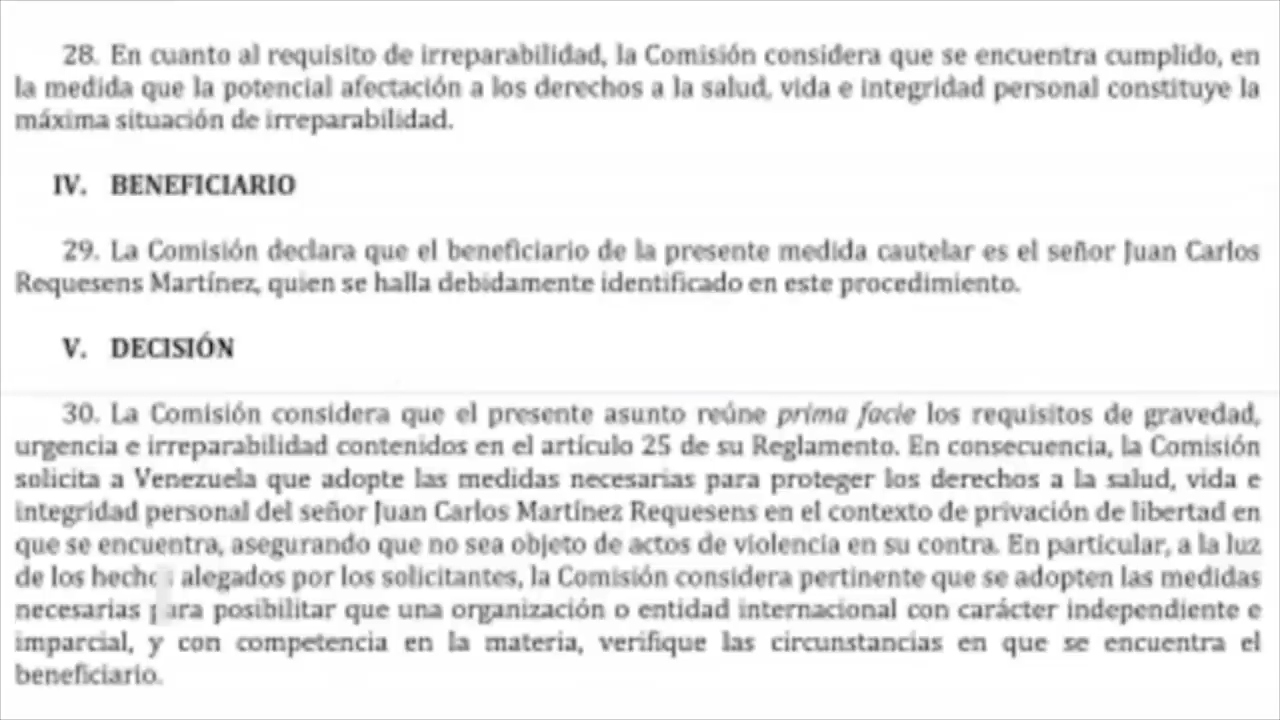 28. En cuanto al requisito de irreparabilidad, la Comisión considera que se encuentra cumplido, en
la medida que la potencial afectación a los derechos a la salud, vida e integridad personal constituye la
máxima situación de irreparabilidad.
IV. BENEFICIARIO
29. La Comisión declara que el beneficiario de la presente medida cautelar es el señor Juan Carlos
Requesens Martínez, quien se halla debidamente identificado en este procedimiento.
V. DECISIÓN
30. La Comisión considera que el presente asunto reúne prima facie los requisitos de gravedad,
urgencia e irreparabilidad contenidos en el artículo 25 de su Reglamento. En consecuencia, la Comisión
solicita a Venezuela que adopte las medidas necesarias para proteger los derechos a la salud, vida e
integridad personal del señor Juan Carlos Martínez Requesens en el contexto de privación de libertad en
que se encuentra, asegurando que no sea objeto de actos de violencia en su contra. En particular, a la luz
de los hechos alegados por los solicitantes, la Comisión considera pertinente que se adopten las medidas
necesarias para posibilitar que una organización o entidad internacional con carácter independiente e
imparcial, y con competencia en la materia, verifique las circunstancias en que se encuentra el
beneficiario.